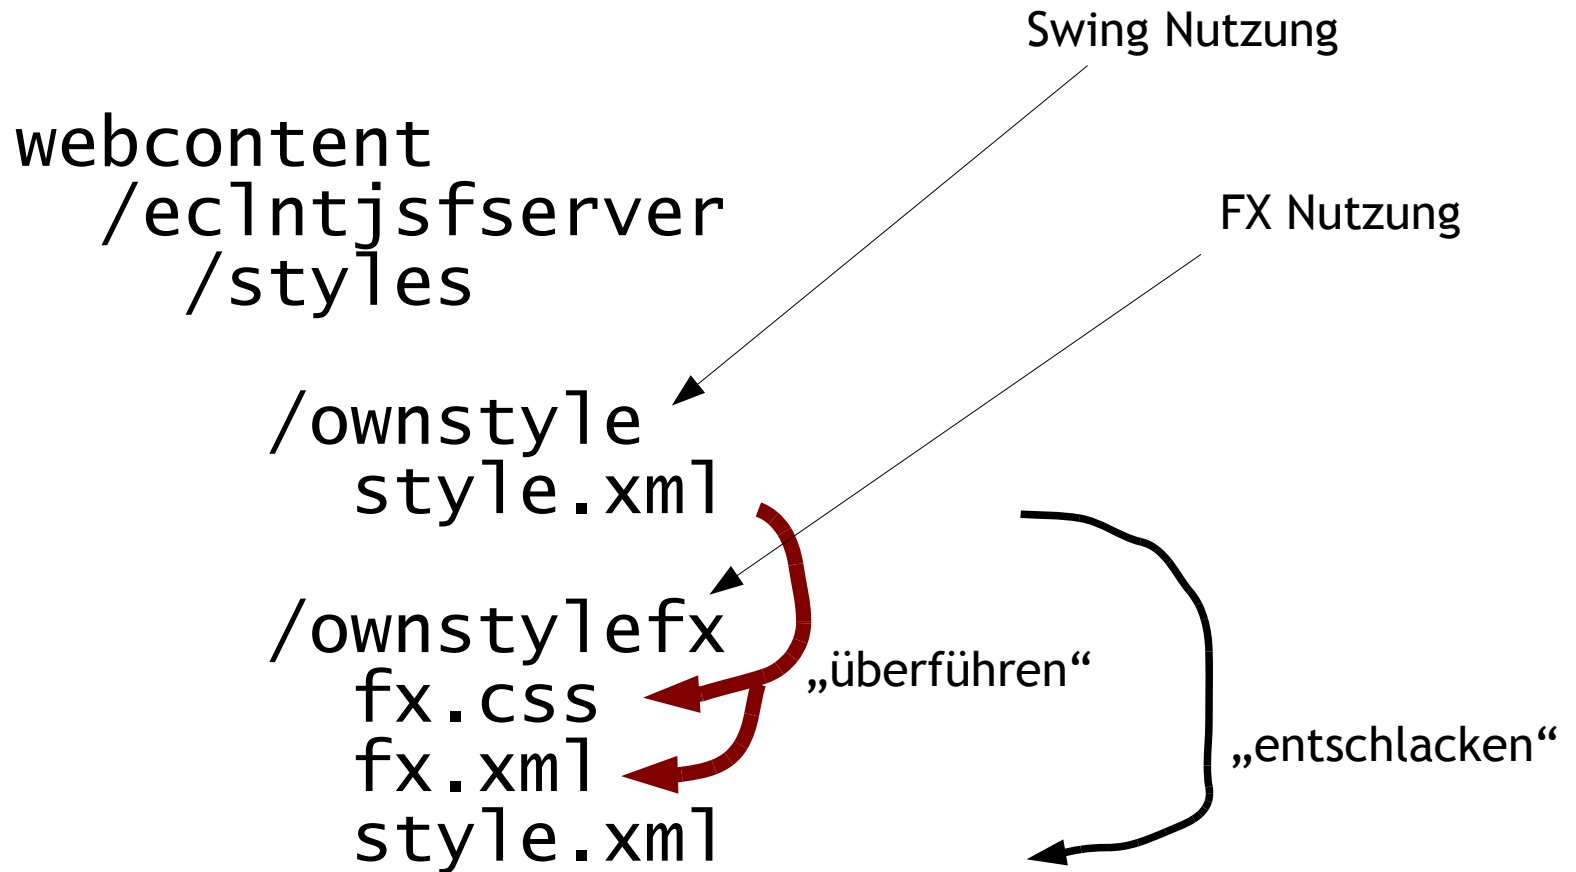 Swing Nutzung
webcontent
/eclntjsfserver
FX Nutzung
/styles
/ownstyle
style.xml
/ownstylefx
fx.css
„überführen“
fx.xml
„entschlacken“
style.xml